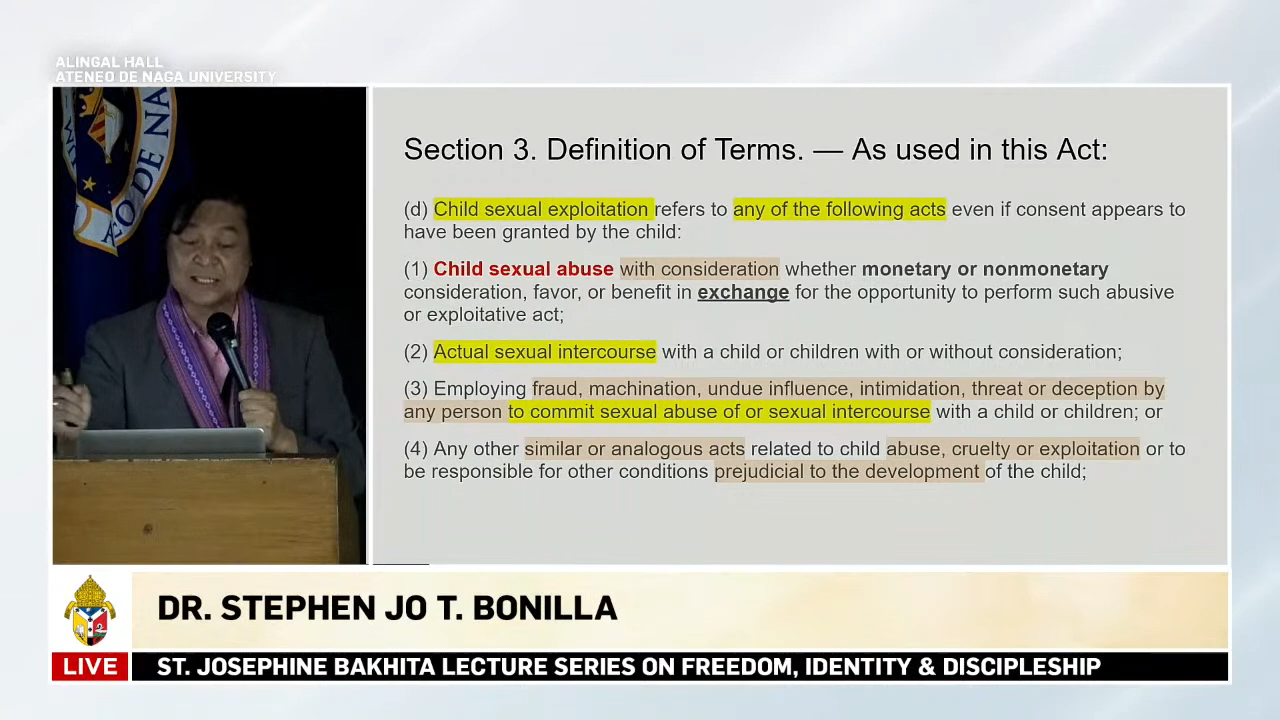 ALINGAL HALL
ATENEO DE NAGA UNIVERSITY
EO DE NA
Section 3. Definition of Terms. — As used in this Act:
(d) Child sexual exploitation refers to any of the following acts even if consent appears to
have been granted by the child:
(1) Child sexual abuse with consideration whether monetary or nonmonetary
consideration, favor, or benefit in exchange for the opportunity to perform such abusive
or exploitative act;
(2) Actual sexual intercourse with a child or children with or without consideration;
(3) Employing fraud, machination, undue influence, intimidation, threat or deception by
any person to commit sexual abuse of or sexual intercourse with a child or children; or
(4) Any other similar or analogous acts related to child abuse, cruelty or exploitation or to
be responsible for other conditions prejudicial to the development of the child;
DR. STEPHEN JO T. BONILLA
LIVE
ST. JOSEPHINE BAKHITA LECTURE SERIES ON FREEDOM, IDENTITY & DISCIPLESHIP